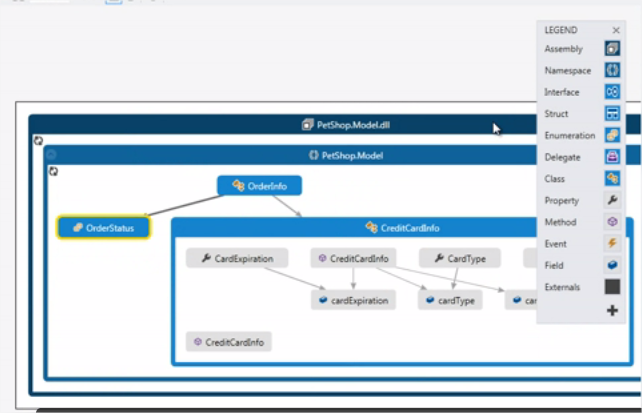 LEGEND
Assembly
Namespace
Interface
Struct
Enumeration
Delegate
Class
Property
Method
Event
Field
Externals
PetShop.Model.dll
PetShop.Model
OrderInfo
OrderStatus
CreditCardInfo
CardExpiration
CreditCardInfo
CardType
cardExpiration
cardType
CreditCardInfo